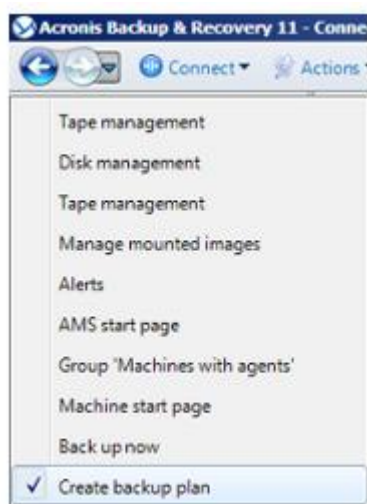 Acronis Backup & Recovery 11 - Conne
Connect Actions
Tape management
Disk management
Tape management
Manage mounted images
Alerts
AMS start page
Group 'Machines with agents'
Machine start page
Back up now
Create backup plan